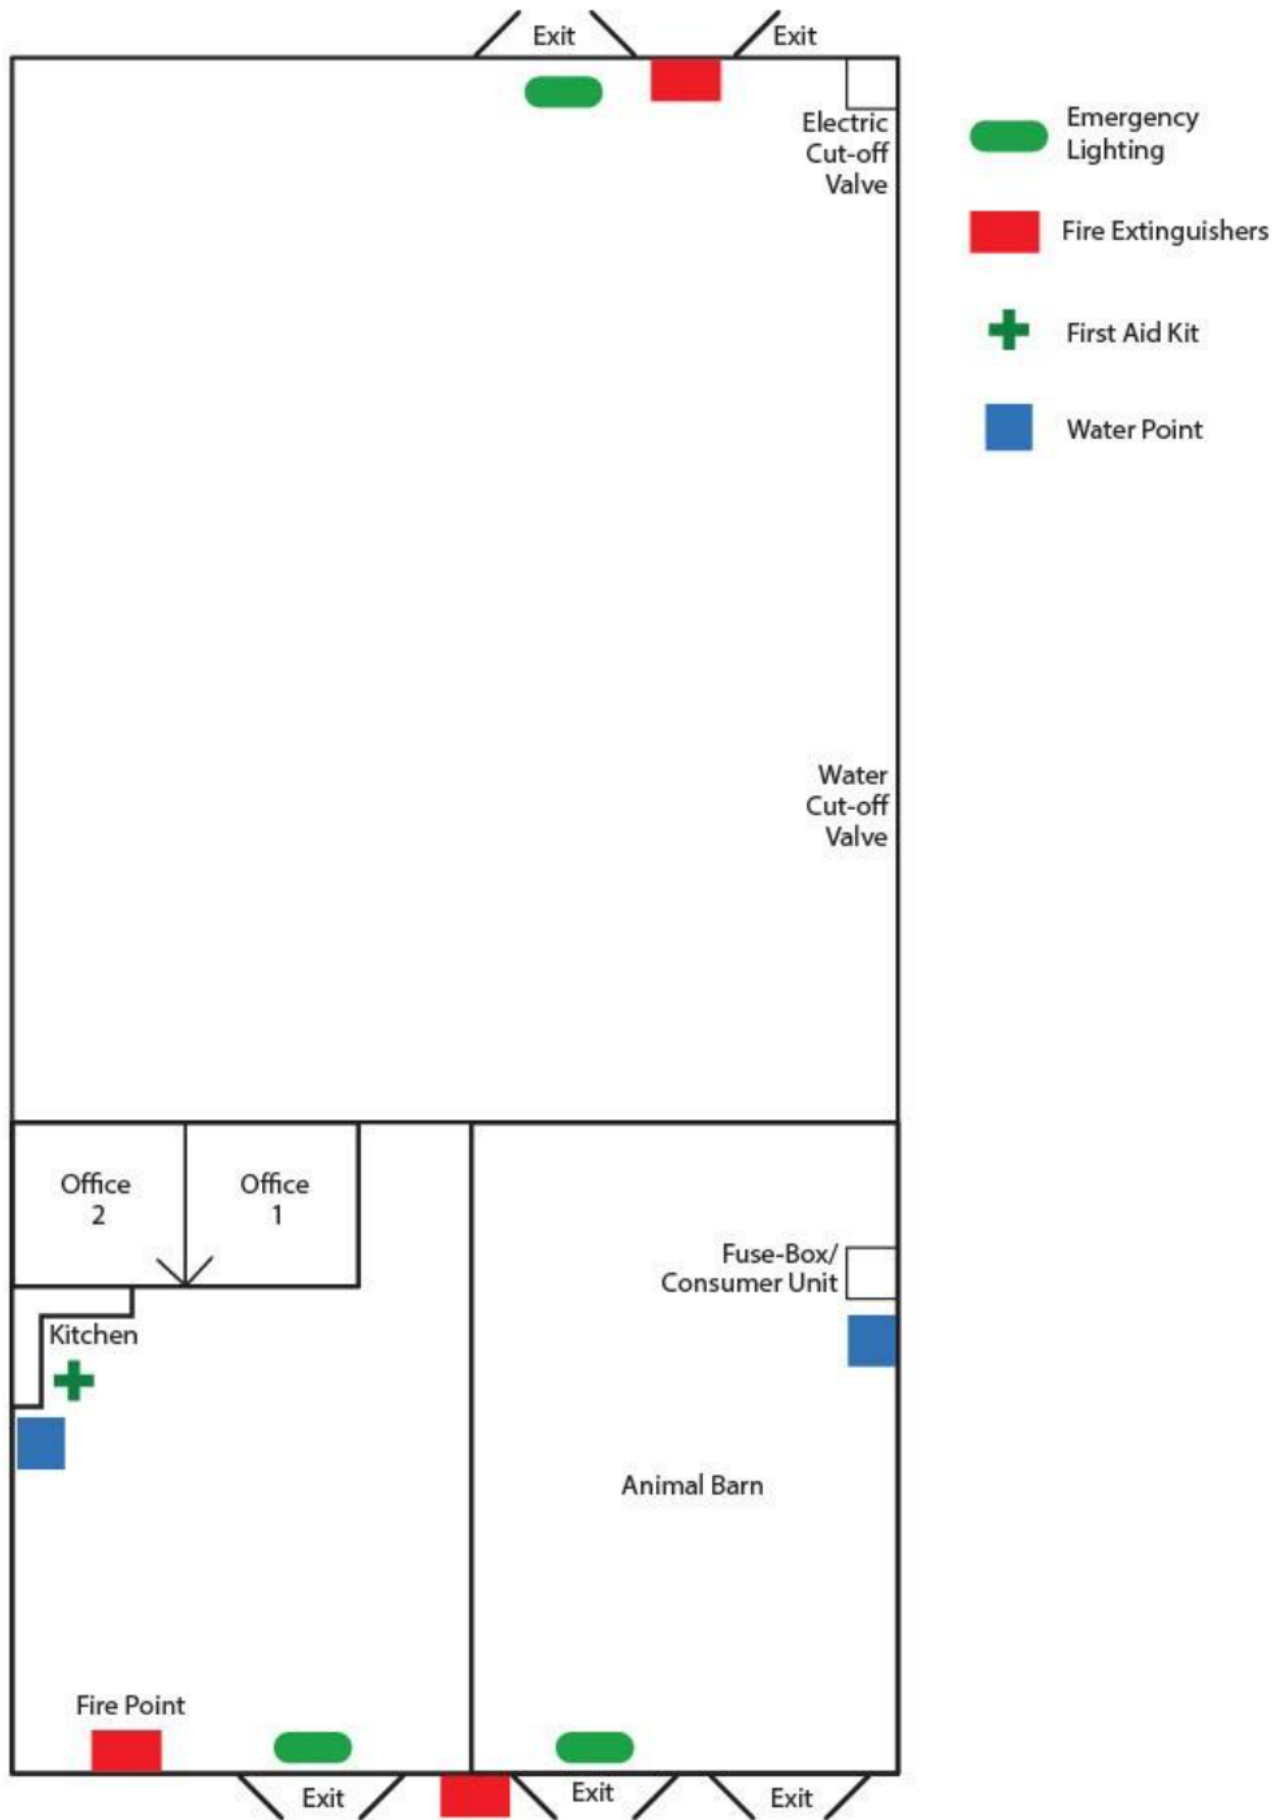 Exit
Exit
Electric
Cut-off
Valve
Emergency
Lighting
Fire Extinguishers
First Aid Kit
Water Point
Water
Cut-off
Valve
Office
2
Office
1
Fuse-Box/
Consumer Unit
Kitchen
Animal Barn
Fire Point
Exit
Exit
Exit